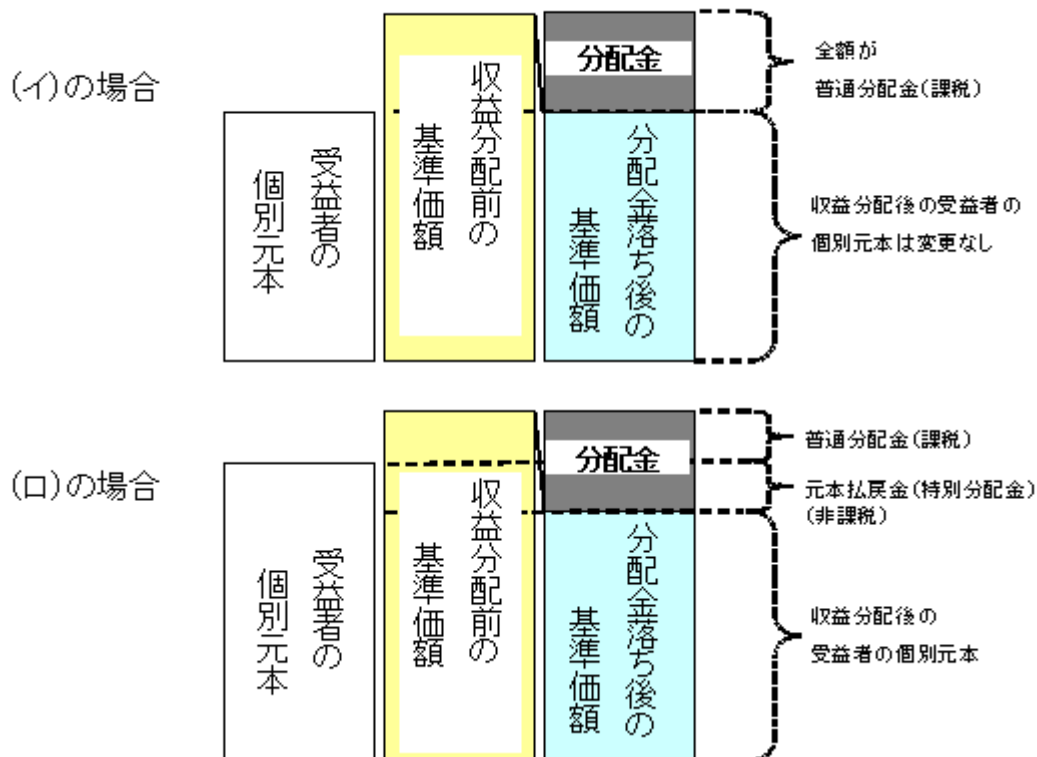 (イ)の場合
受益者の
個別元本
収益分配前の
基準価額
分配金
分配金落ち後の
基準価額
全額が
普通分配金(課税)
収益分配後の受益者の
個別元本は変更なし
(ロ)の場合
受益者の
個別元本
収益分配前の
基準価額
分配金
分配金落ち後の
基準価額
普通分配金(課税)
元本払戻金(特別分配金)
(非課税)
収益分配後の
受益者の個別元本